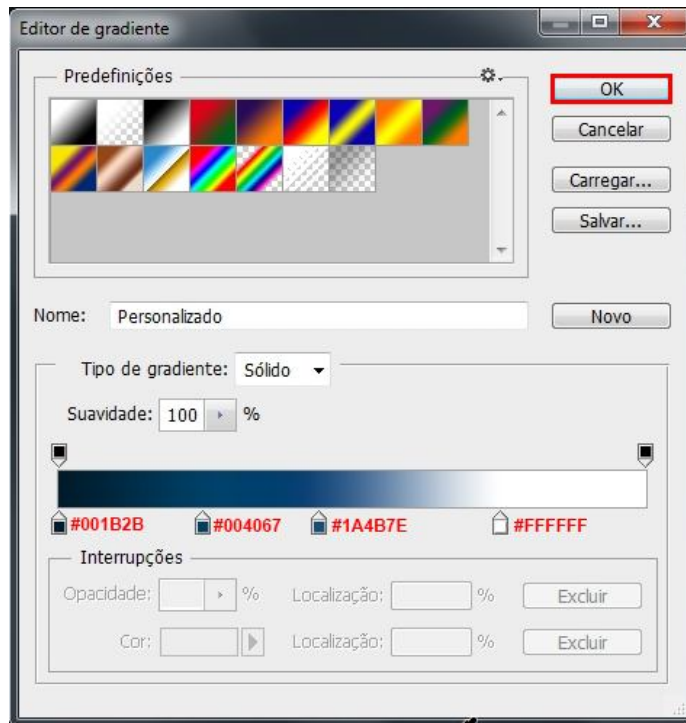 Editor de gradiente
Predefinições
OK
Cancelar
Carregar...
Salvar...
Nome: Personalizado
Novo
Tipo de gradiente: Sólido
Suavidade: 100 %
#001B2B #004067 #1A4B7E #FFFFFF
Interrupções
Opacidade: % Localização: % Excluir
Cor: Localização: % Excluir